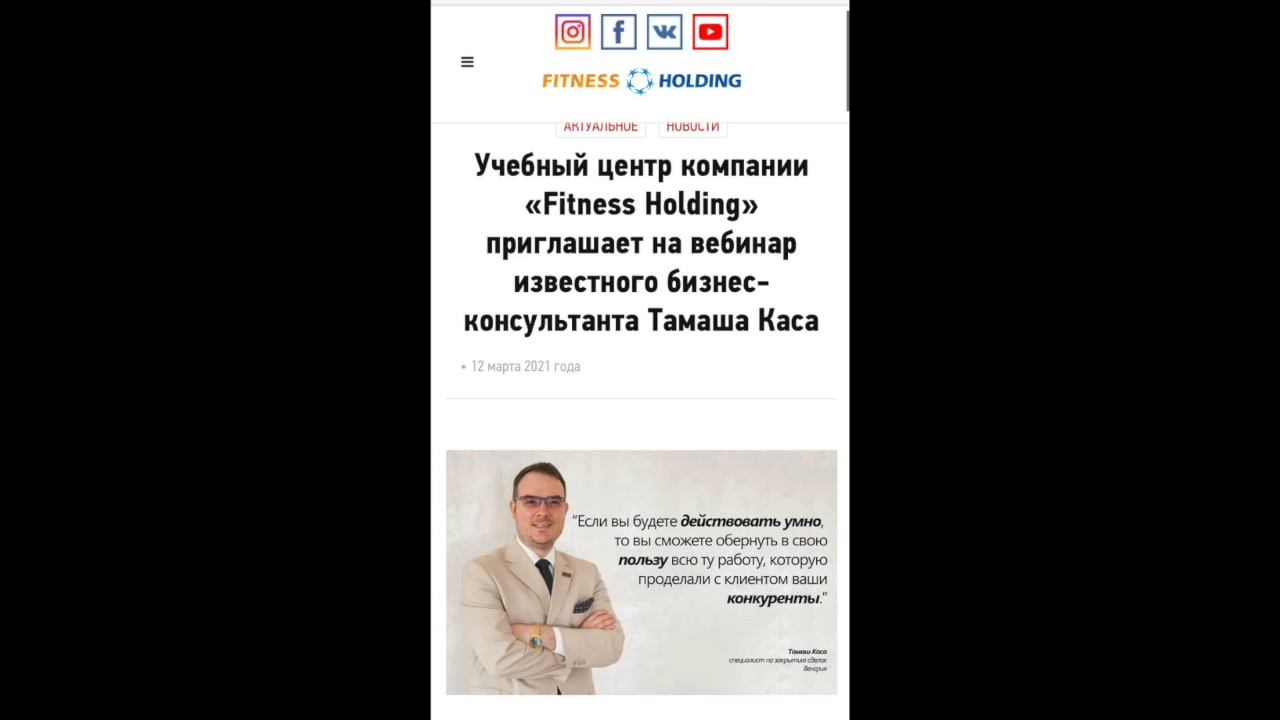 FITNESS HOLDING
АКТУАЛЬНОЕ НОВОСТИ
Учебный центр компании
«Fitness Holding»
приглашает на вебинар
известного бизнес-
консультанта Тамаша Каса
• 12 марта 2021 года
“Если вы будете действовать умно,
то вы сможете обернуть в свою
пользу всю ту работу, которую
проделали с клиентом ваши
конкуренты.”
Тамаш Каса
специалист по закрытию сделок
Венгрия